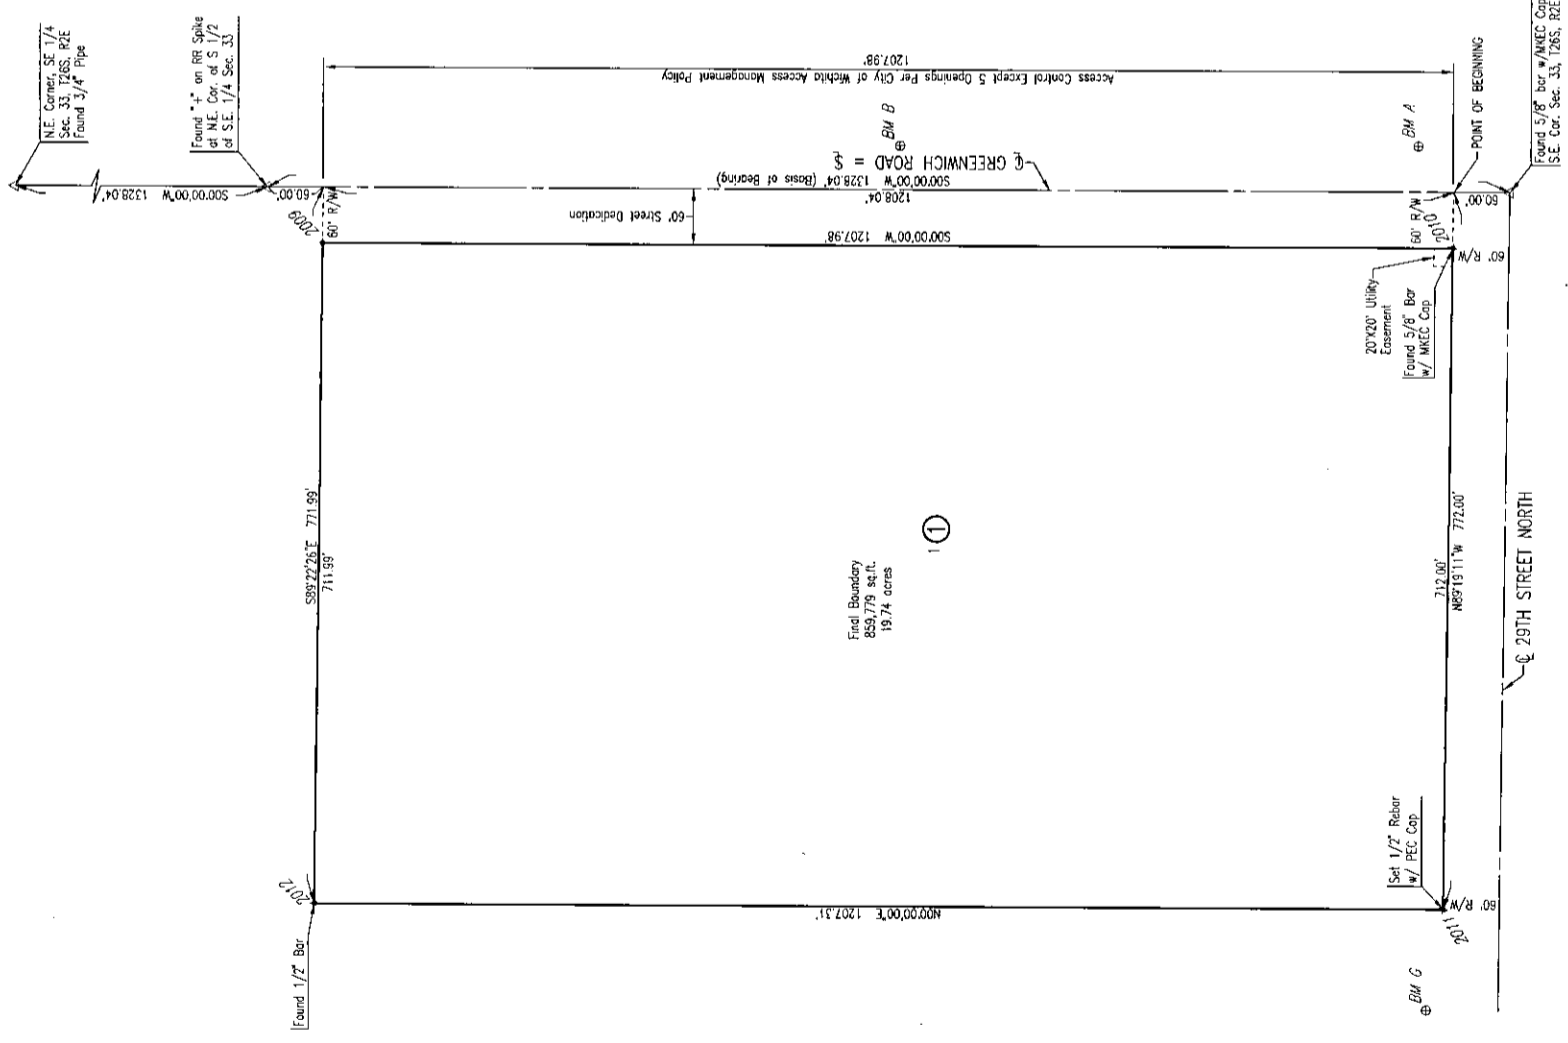 N.E. Corner, SE 1/4
Sec. 33, T26S, R2E
Found 3/4" Pipe
Found "+" on RR Spike
at N.E. Cor. of S 1/2
of S.E. 1/4 Sec. 33
S00°00'00"W 1328.04'
60.00'
2009
60' R/W
1207.98'
Access Control Except 5 Openings Per City of Wichita Access Management Policy
⊕ BM B
℄ GREENWICH ROAD =
S00°00'00"W 1328.04' (Basis of Bearing)
1208.04'
60' Street Dedication
S00°00'00"W 1207.98'
⊕ BM A
POINT OF BEGINNING
60' R/W
2010
60.00'
60' R/W
Found 5/8" bar w/MKEC Cap
S.E. Cor. Sec. 33, T26S, R2E
20'X20' Utility
Easement
Found 5/8" Bar
w/ MKEC Cap
S89°22'26"E 771.99'
711.99'
1 1
Final Boundary
859,779 sq.ft.
19.74 acres
712.00'
N89°19'11"W 772.00'
℄ 29TH STREET NORTH
Set 1/2" Rebar
w/ PEC Cap
2012
Found 1/2" Bar
N00°00'00"E 1207.31'
2011
60' R/W
⊕ BM G